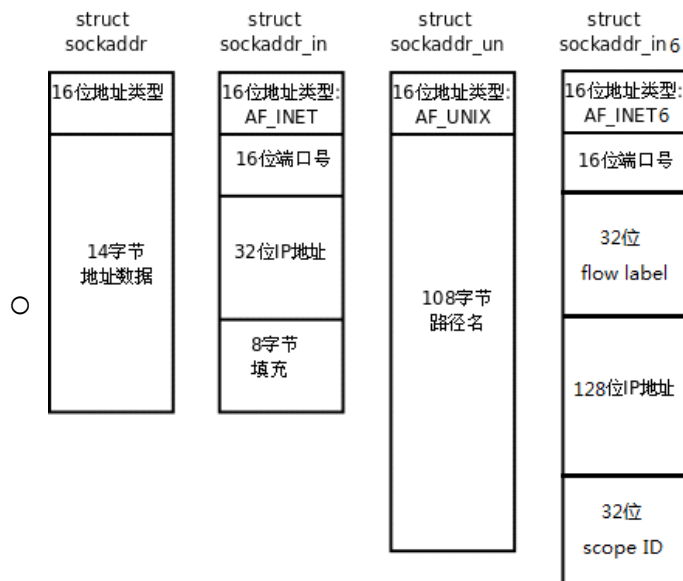 struct
sockaddr
16位地址类型
14字节
地址数据
struct
sockaddr_in
16位地址类型:
AF_INET
16位端口号
32位IP地址
8字节
填充
struct
sockaddr_un
16位地址类型:
AF_UNIX
108字节
路径名
struct
sockaddr_in6
16位地址类型:
AF_INET6
16位端口号
32位
flow label
128位IP地址
32位
scope ID